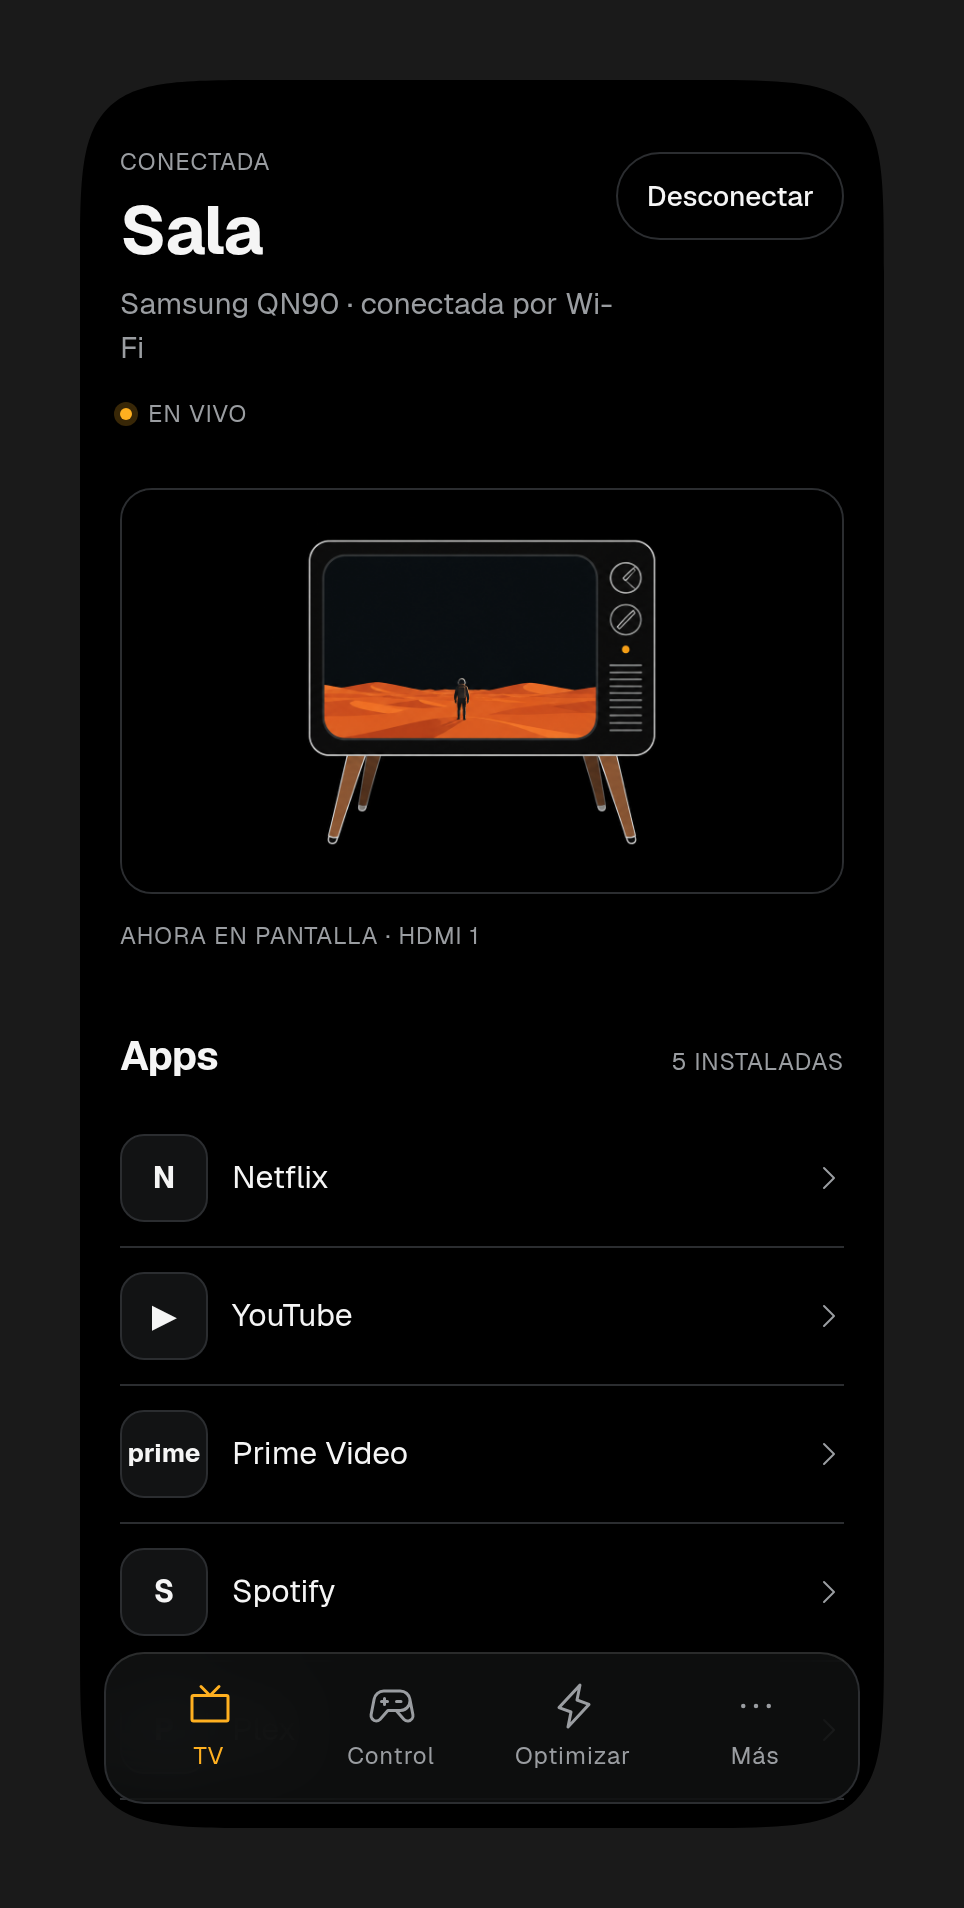 CONECTADA
Desconectar
Sala
Samsung QN90 · conectada por Wi-
Fi
EN VIVO
AHORA EN PANTALLA · HDMI 1
Apps
5 INSTALADAS
N Netflix
▶ YouTube
prime Prime Video
S Spotify
P Plex
TV
Control
Optimizar
Más